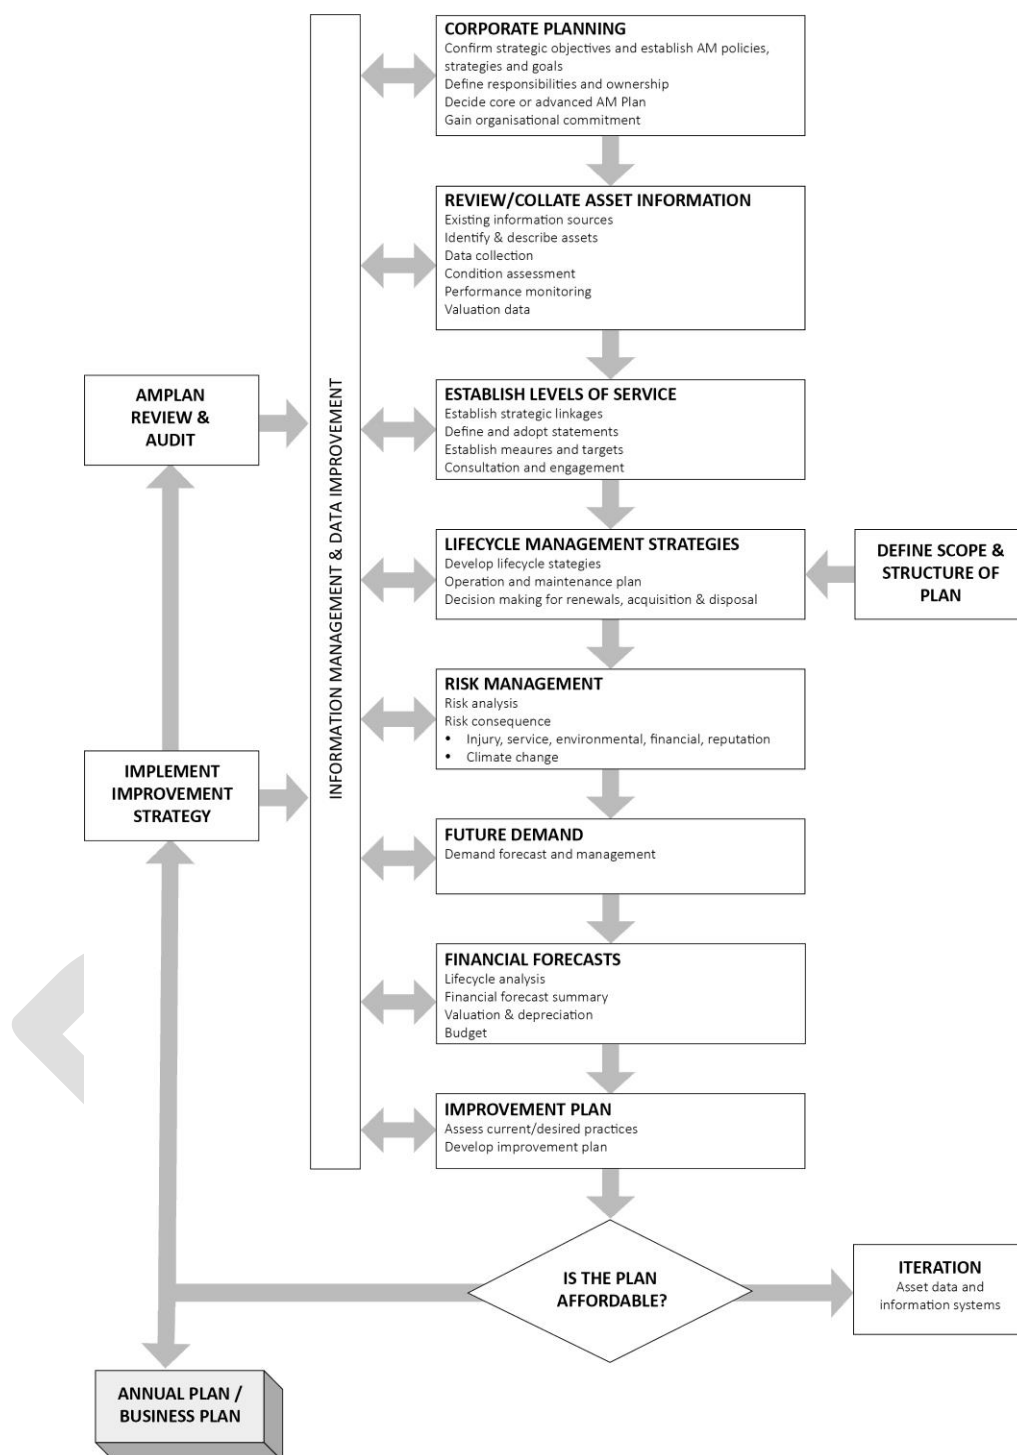 CORPORATE PLANNING
Confirm strategic objectives and establish AM policies,
strategies and goals
Define responsibilities and ownership
Decide core or advanced AM Plan
Gain organisational commitment
REVIEW/COLLATE ASSET INFORMATION
Existing information sources
Identify & describe assets
Data collection
Condition assessment
Performance monitoring
Valuation data
AMPLAN
REVIEW &
AUDIT
INFORMATION MANAGEMENT & DATA IMPROVEMENT
ESTABLISH LEVELS OF SERVICE
Establish strategic linkages
Define and adopt statements
Establish meaures and targets
Consultation and engagement
LIFECYCLE MANAGEMENT STRATEGIES
Develop lifecycle stategies
Operation and maintenance plan
Decision making for renewals, acquisition & disposal
DEFINE SCOPE &
STRUCTURE OF
PLAN
RISK MANAGEMENT
Risk analysis
Risk consequence
• Injury, service, environmental, financial, reputation
• Climate change
IMPLEMENT
IMPROVEMENT
STRATEGY
FUTURE DEMAND
Demand forecast and management
FINANCIAL FORECASTS
Lifecycle analysis
Financial forecast summary
Valuation & depreciation
Budget
IMPROVEMENT PLAN
Assess current/desired practices
Develop improvement plan
IS THE PLAN
AFFORDABLE?
ITERATION
Asset data and
information systems
ANNUAL PLAN /
BUSINESS PLAN